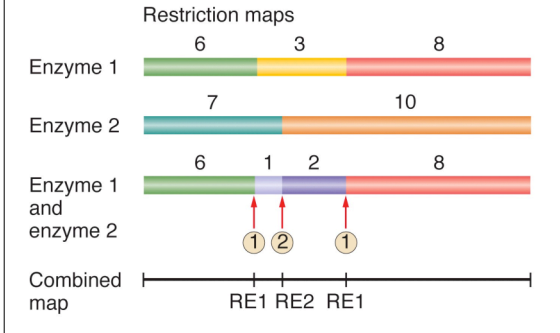 Restriction maps
6 3 8
Enzyme 1
7 10
Enzyme 2
6 1 2 8
Enzyme 1
and
enzyme 2
1 2 1
Combined
map
RE1 RE2 RE1